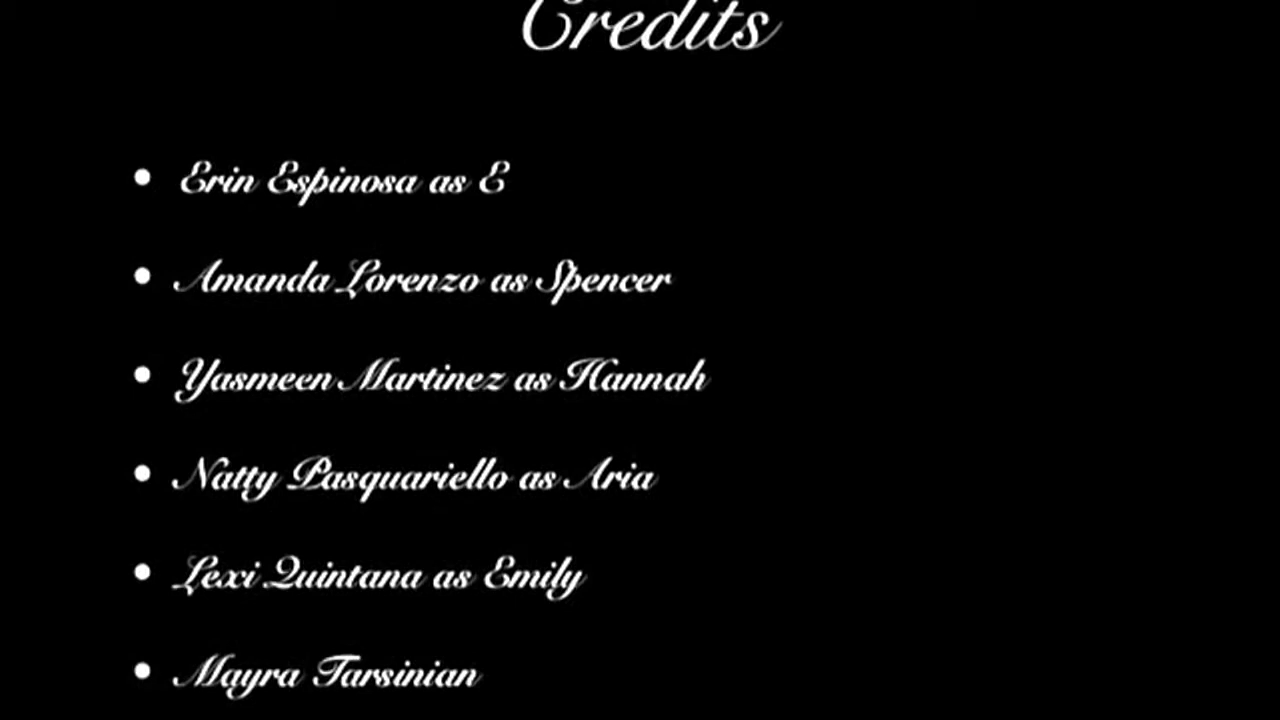 Credits
• Erin Espinosa as E
• Amanda Lorenzo as Spencer
• Yasmeen Martinez as Hannah
• Natty Pasquariello as Aria
• Lexi Quintana as Emily
• Mayra Tarsinian